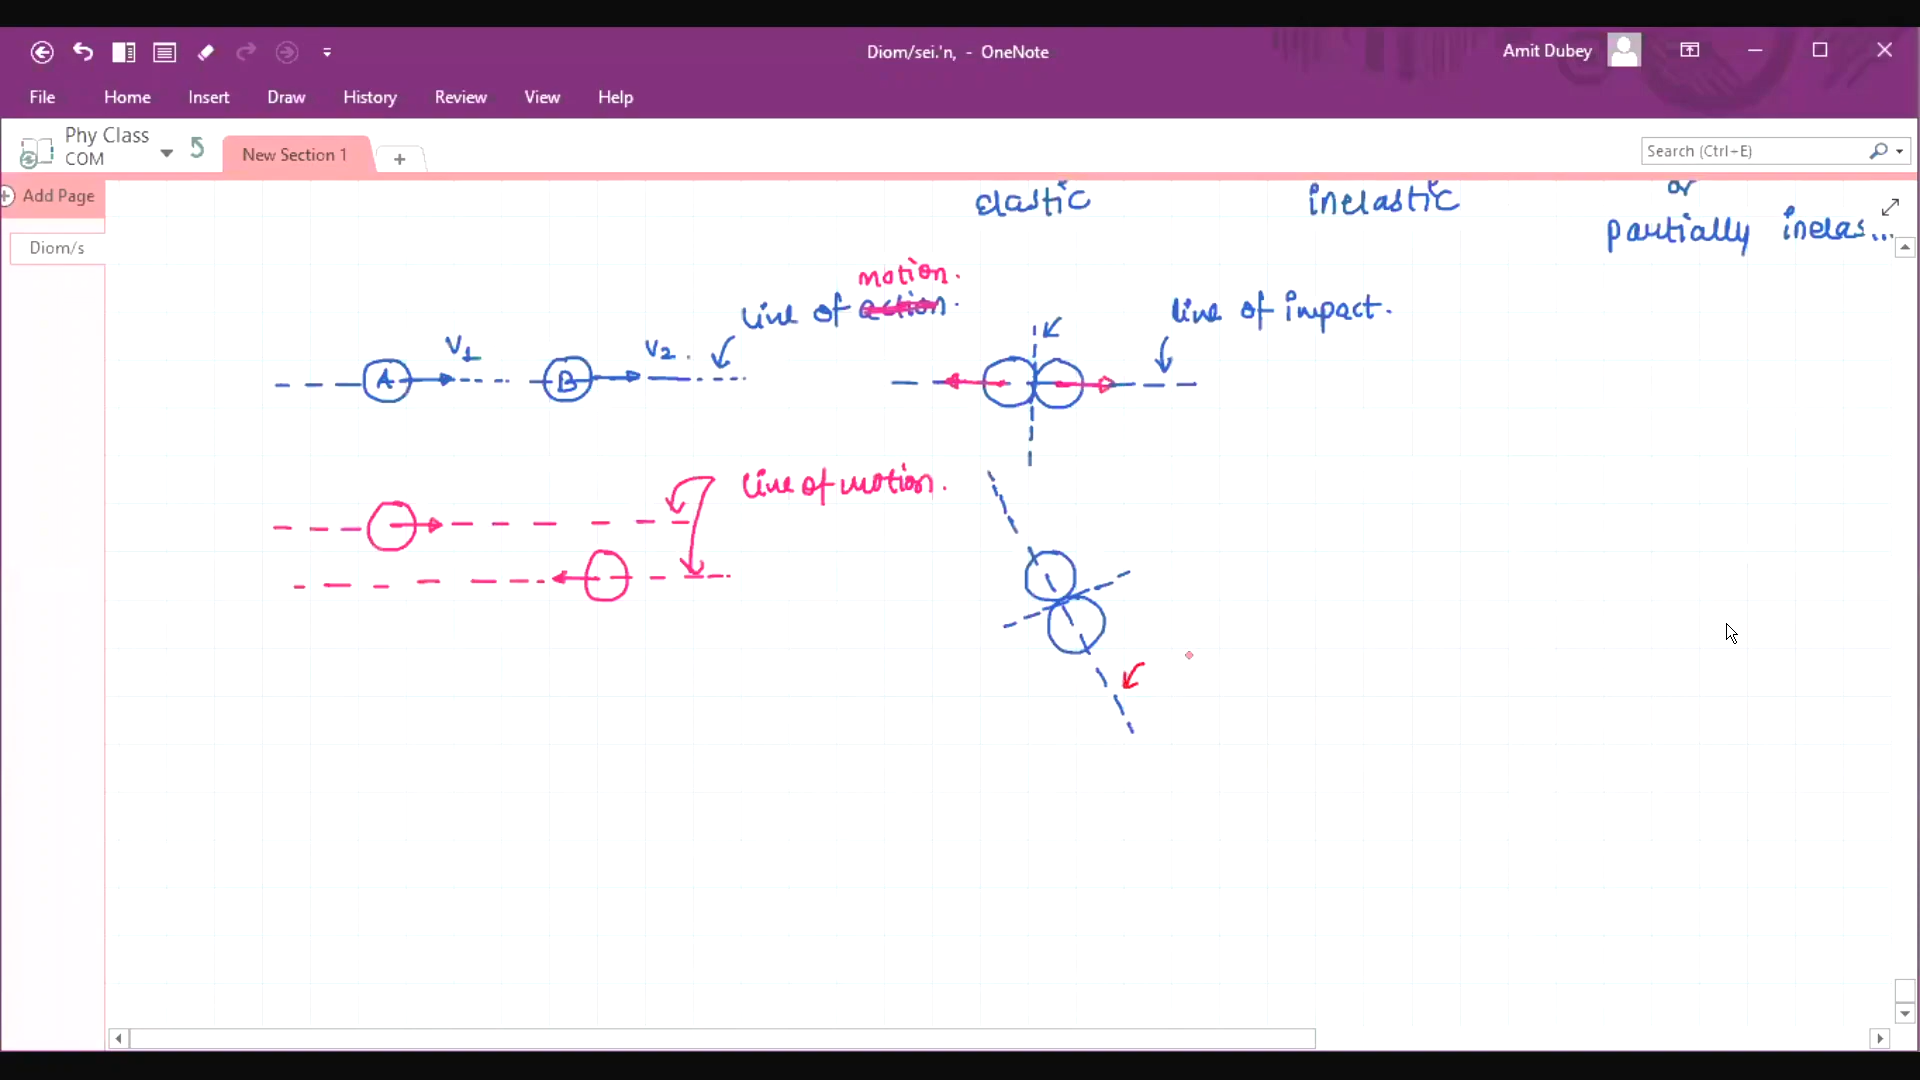 Diom/sei.'n, - OneNote
Amit Dubey
File Home Insert Draw History Review View Help
Phy Class
COM
New Section 1
Search (Ctrl+E)
Add Page
Diom/s
elastic
inelastic
or
partially inelas...
motion.
line of action.
line of impact.
V1
V2.
A
B
line of motion.